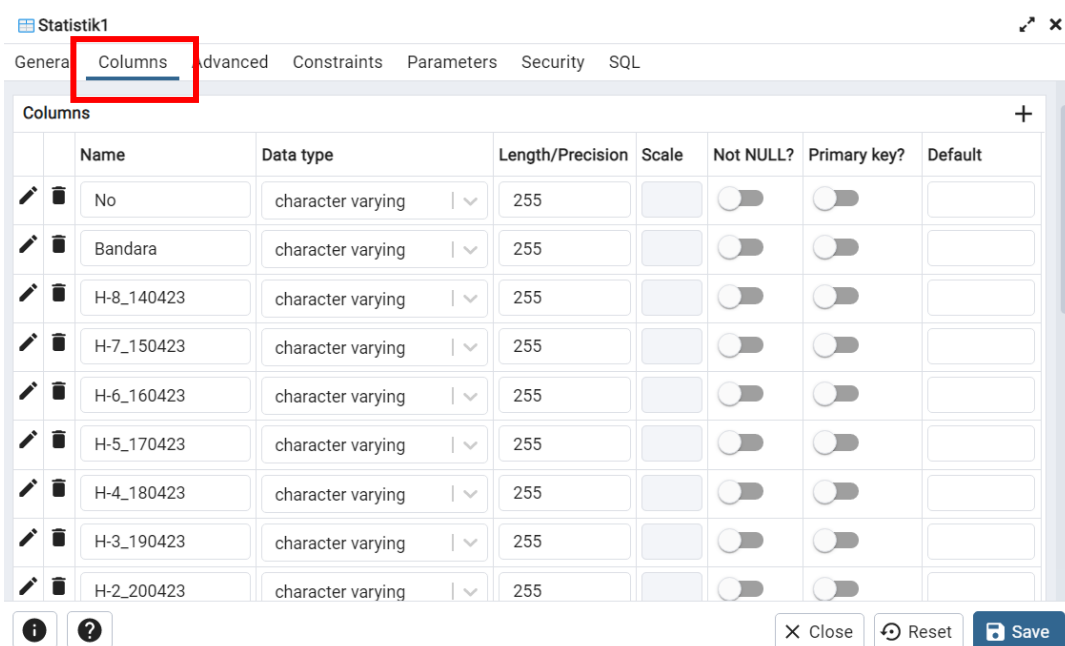 Statistik1
General Columns Advanced Constraints Parameters Security SQL
Columns
Name Data type Length/Precision Scale Not NULL? Primary key? Default
No character varying 255
Bandara character varying 255
H-8_140423 character varying 255
H-7_150423 character varying 255
H-6_160423 character varying 255
H-5_170423 character varying 255
H-4_180423 character varying 255
H-3_190423 character varying 255
H-2_200423 character varying 255
Close Reset Save